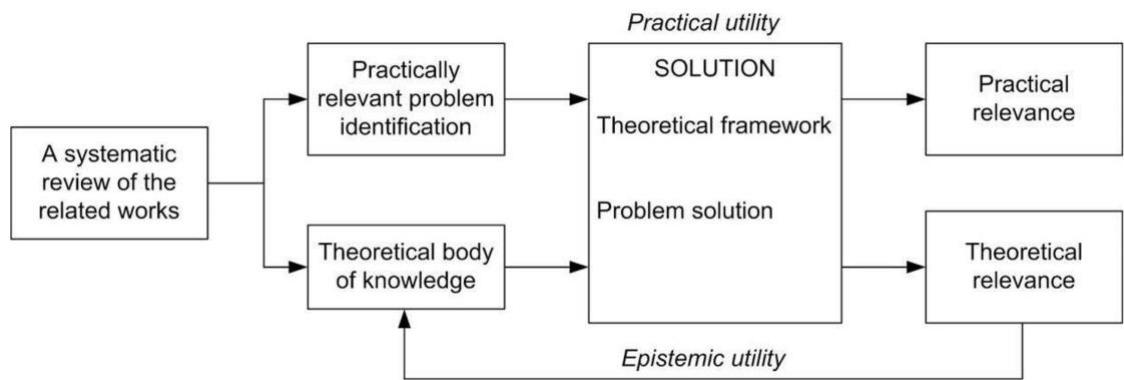 Practical utility
A systematic
review of the
related works
Practically
relevant problem
identification
Theoretical body
of knowledge
SOLUTION
Theoretical framework
Problem solution
Practical
relevance
Theoretical
relevance
Epistemic utility